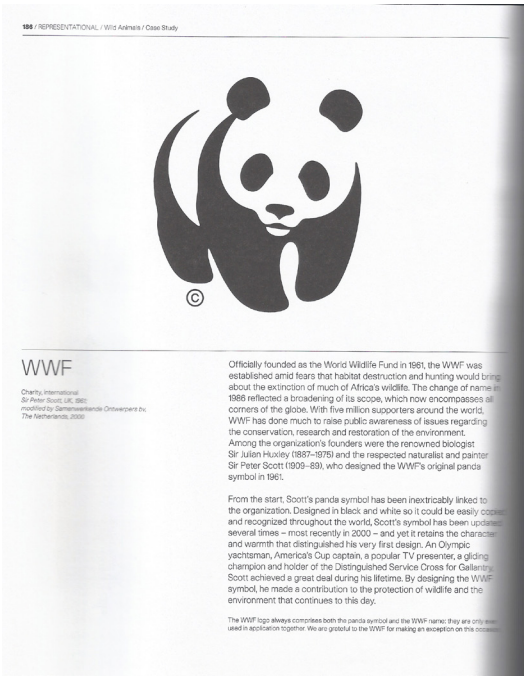 186 / REPRESENTATIONAL / Wild Animals / Case Study
©
WWF
Charity, International
Sir Peter Scott, UK, 1961;
modified by Samenwerkende Ontwerpers bv,
The Netherlands, 2000
Officially founded as the World Wildlife Fund in 1961, the WWF was
established amid fears that habitat destruction and hunting would bring
about the extinction of much of Africa's wildlife. The change of name in
1986 reflected a broadening of its scope, which now encompasses all
corners of the globe. With five million supporters around the world,
WWF has done much to raise public awareness of issues regarding
the conservation, research and restoration of the environment.
Among the organization's founders were the renowned biologist
Sir Julian Huxley (1887–1975) and the respected naturalist and painter
Sir Peter Scott (1909–89), who designed the WWF's original panda
symbol in 1961.
From the start, Scott's panda symbol has been inextricably linked to
the organization. Designed in black and white so it could be easily copied
and recognized throughout the world, Scott's symbol has been updated
several times – most recently in 2000 – and yet it retains the character
and warmth that distinguished his very first design. An Olympic
yachtsman, America's Cup captain, a popular TV presenter, a gliding
champion and holder of the Distinguished Service Cross for Gallantry,
Scott achieved a great deal during his lifetime. By designing the WWF
symbol, he made a contribution to the protection of wildlife and the
environment that continues to this day.
The WWF logo always comprises both the panda symbol and the WWF name; they are only ever
used in application together. We are grateful to the WWF for making an exception on this